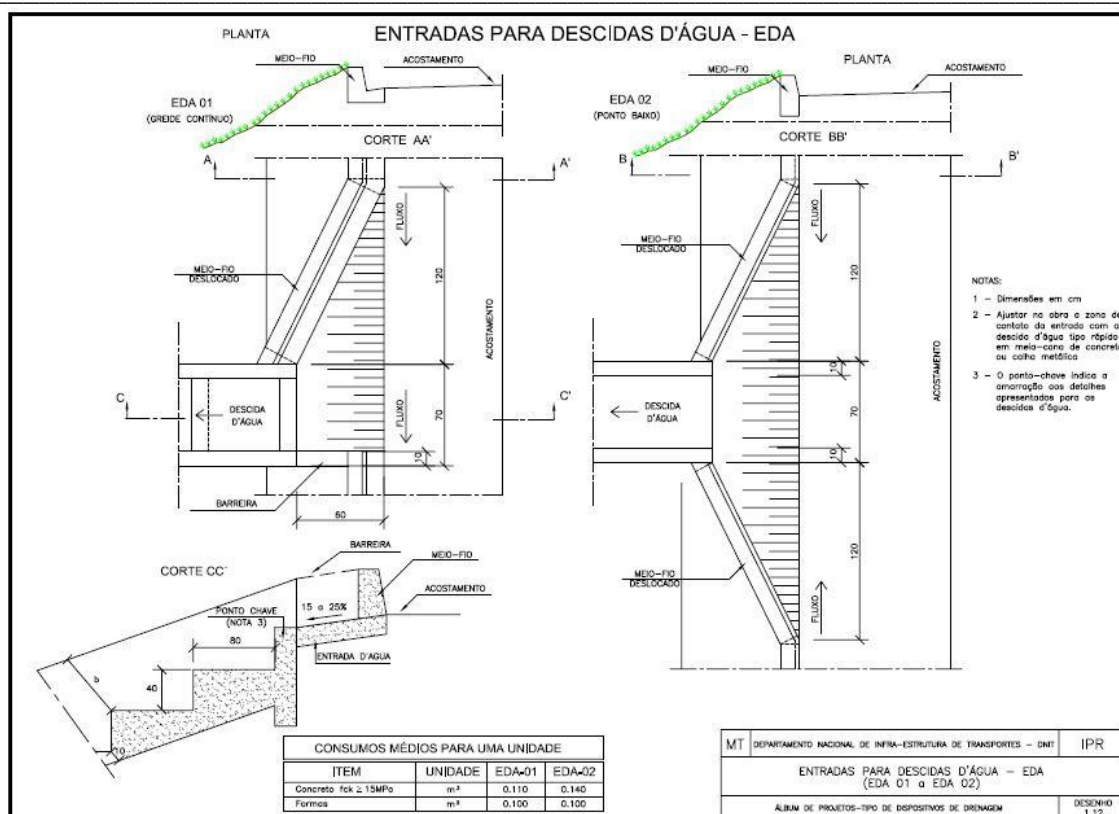 ENTRADAS PARA DESCIDAS D'ÁGUA - EDA
PLANTA
MEIO-FIO
ACOSTAMENTO
EDA 01
(GREIDE CONTÍNUO)
CORTE AA'
A
A'
FLUXO
MEIO-FIO
DESLOCADO
120
ACOSTAMENTO
C
C'
DESCIDA
D'ÁGUA
FLUXO
70
10
BARREIRA
60
PLANTA
MEIO-FIO
ACOSTAMENTO
EDA 02
(PONTO BAIXO)
CORTE BB'
B
B'
FLUXO
MEIO-FIO
DESLOCADO
120
10
DESCIDA
D'ÁGUA
70
10
ACOSTAMENTO
MEIO-FIO
DESLOCADO
120
FLUXO
NOTAS:
1 - Dimensões em cm
2 - Ajustar na obra a zona de
contato da entrada com a
descida d'água tipo rápido
em meia-cana de concreto
ou calha metálica
3 - O ponto-chave indica a
amarração aos detalhes
apresentados para as
descidas d'água.
CORTE CC'
BARREIRA
MEIO-FIO
ACOSTAMENTO
15 a 25%
PONTO CHAVE
(NOTA 3)
80
ENTRADA D'AGUA
b
40
10
CONSUMOS MÉDIOS PARA UMA UNIDADE
ITEM UNIDADE EDA-01 EDA-02
Concreto fck ≥ 15MPa m³ 0.110 0.140
Formas 0.100 0.100
MT DEPARTAMENTO NACIONAL DE INFRA-ESTRUTURA DE TRANSPORTES - DNIT IPR
ENTRADAS PARA DESCIDAS D'ÁGUA - EDA
(EDA 01 a EDA 02)
ÁLBUM DE PROJETOS-TIPO DE DISPOSITIVOS DE DRENAGEM
DESENHO
1.12